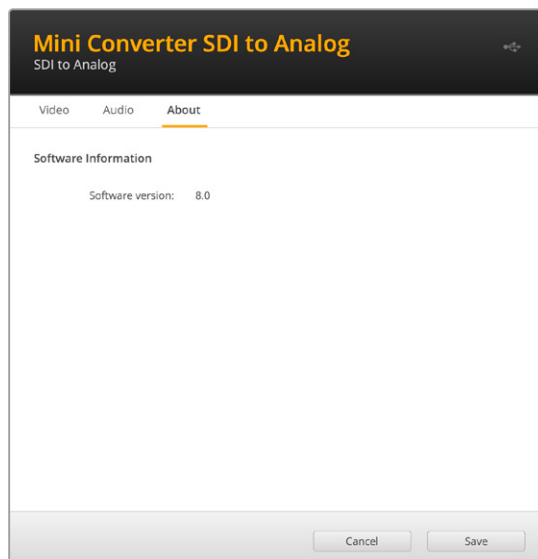 Mini Converter SDI to Analog
SDI to Analog
Video Audio About
Software Information
Software version: 8.0
Cancel Save